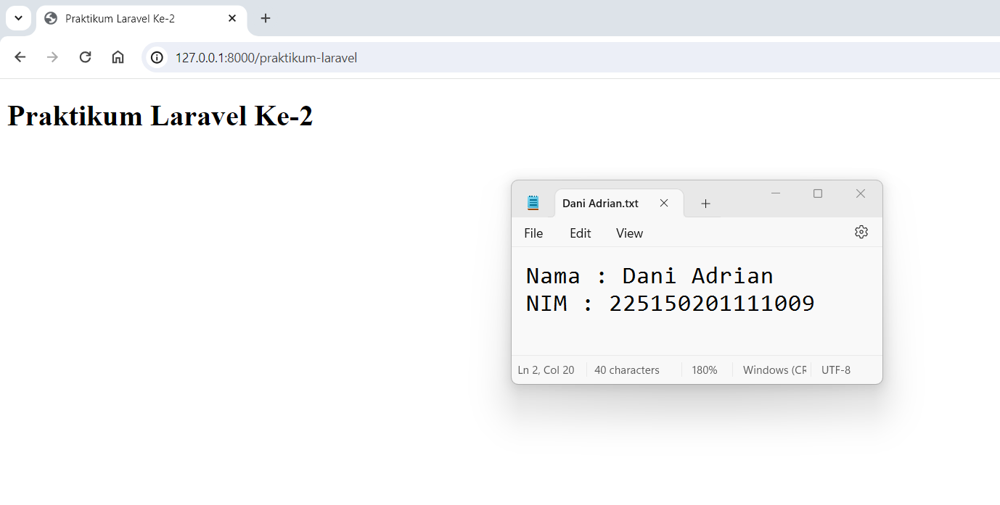 Praktikum Laravel Ke-2
127.0.0.1:8000/praktikum-laravel
Praktikum Laravel Ke-2
Dani Adrian.txt
File Edit View
Nama : Dani Adrian
NIM : 225150201111009
Ln 2, Col 20 40 characters 180% Windows (CR UTF-8